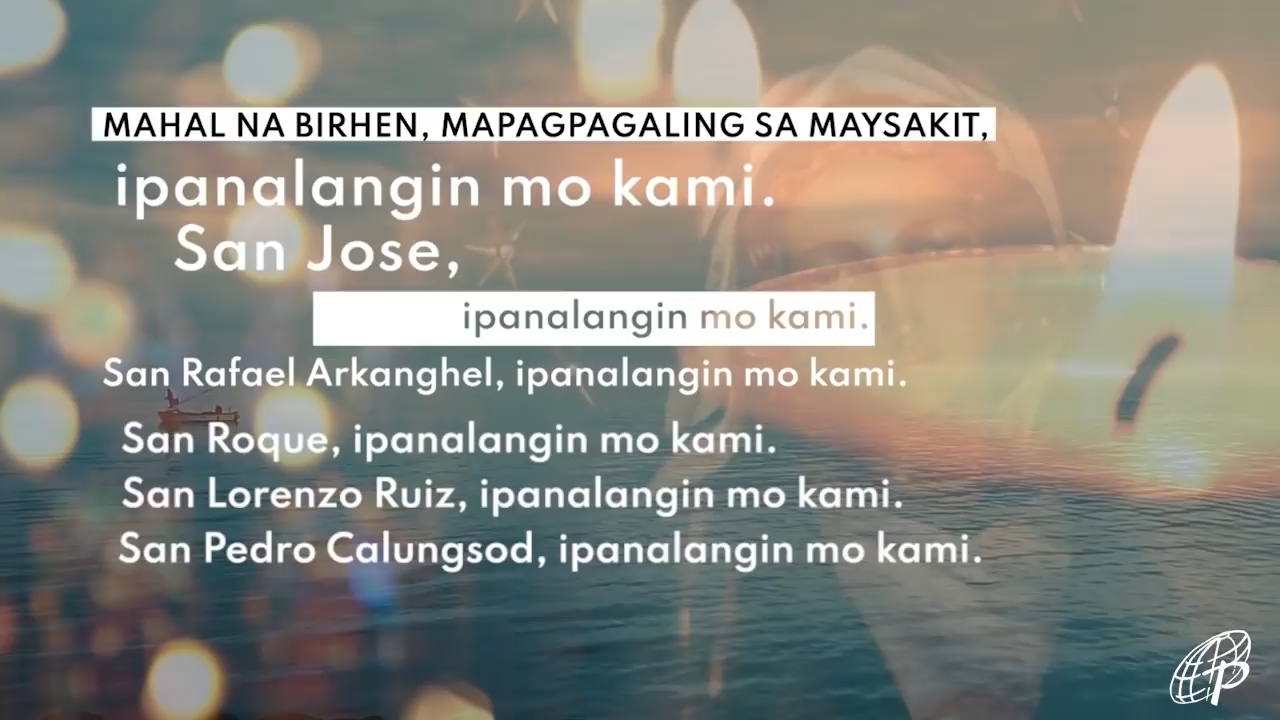 MAHAL NA BIRHEN, MAPAGPAGALING SA MAYSAKIT,
ipanalangin mo kami.
San Jose,
ipanalangin mo kami.
San Rafael Arkanghel, ipanalangin mo kami.
San Roque, ipanalangin mo kami.
San Lorenzo Ruiz, ipanalangin mo kami.
San Pedro Calungsod, ipanalangin mo kami.